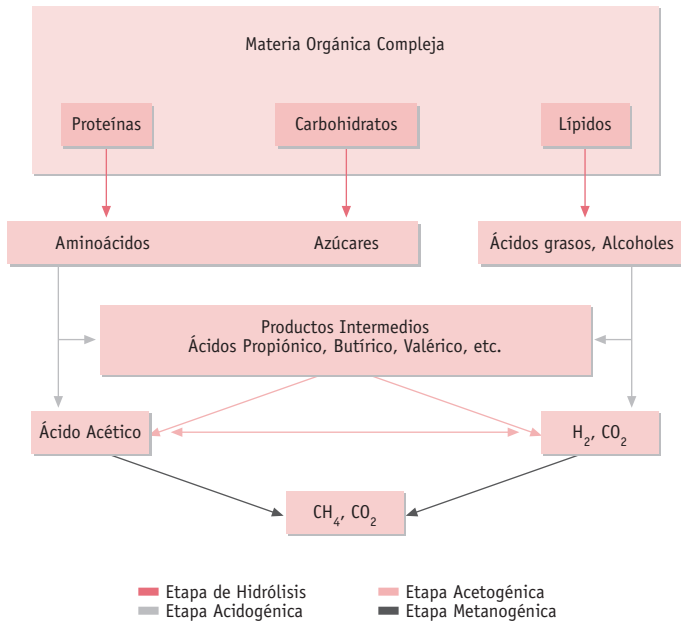 Materia Orgánica Compleja
Proteínas
Carbohidratos
Lípidos
Aminoácidos
Azúcares
Ácidos grasos, Alcoholes
Productos Intermedios
Ácidos Propiónico, Butírico, Valérico, etc.
Ácido Acético
H₂, CO₂
CH₄, CO₂
Etapa de Hidrólisis
Etapa Acidogénica
Etapa Acetogénica
Etapa Metanogénica